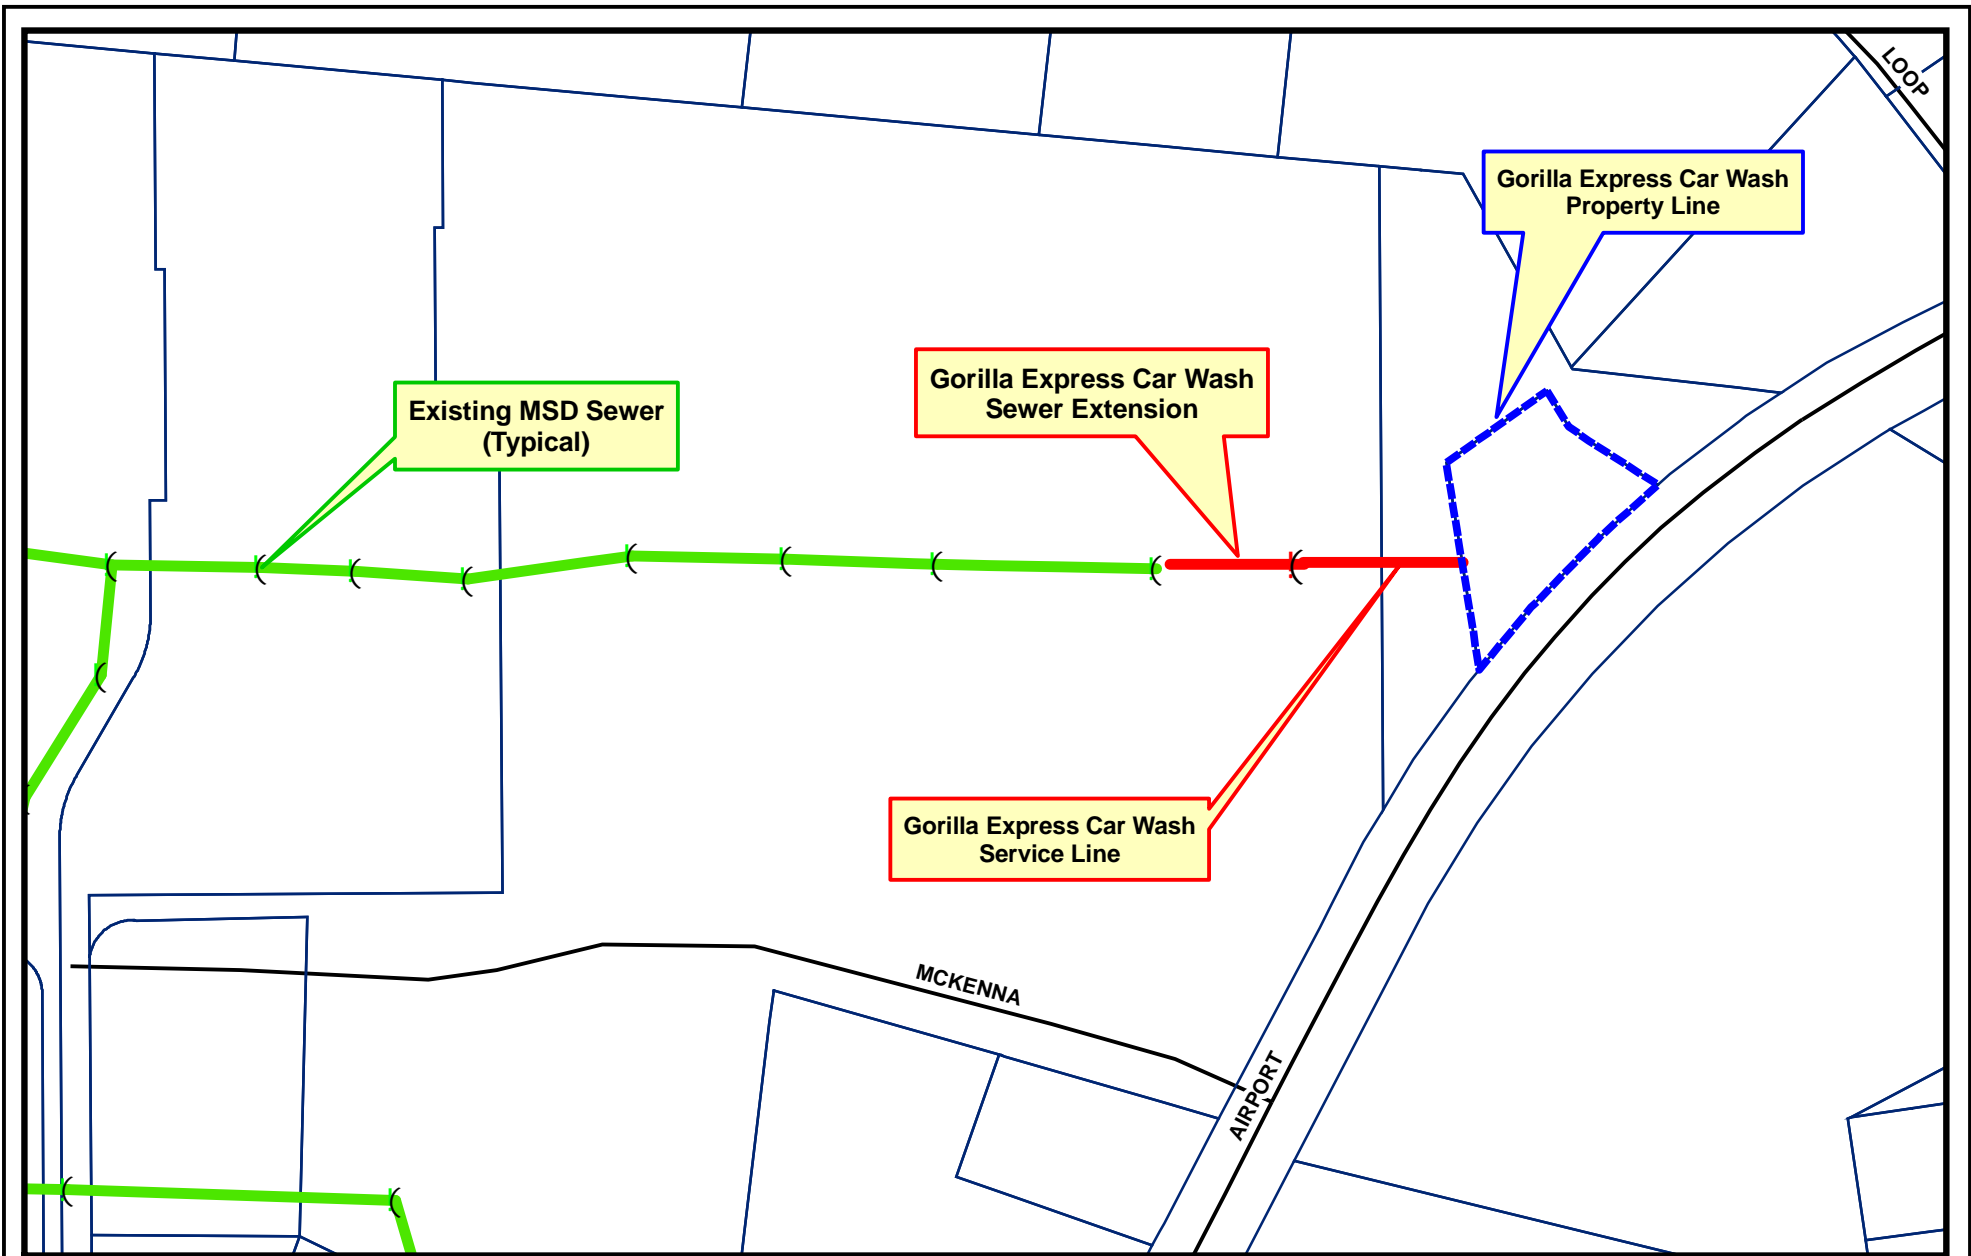 LOOP
Gorilla Express Car Wash
Property Line
Gorilla Express Car Wash
Sewer Extension
Existing MSD Sewer
(Typical)
Gorilla Express Car Wash
Service Line
MCKENNA
AIRPORT